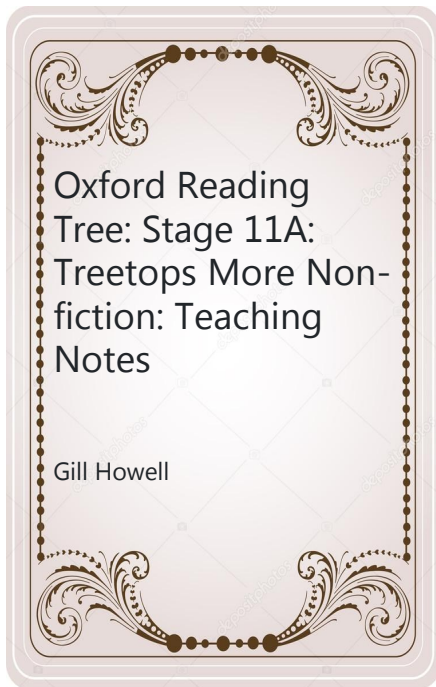 Oxford Reading
Tree: Stage 11A:
Treetops More Non-
fiction: Teaching
Notes
Gill Howell